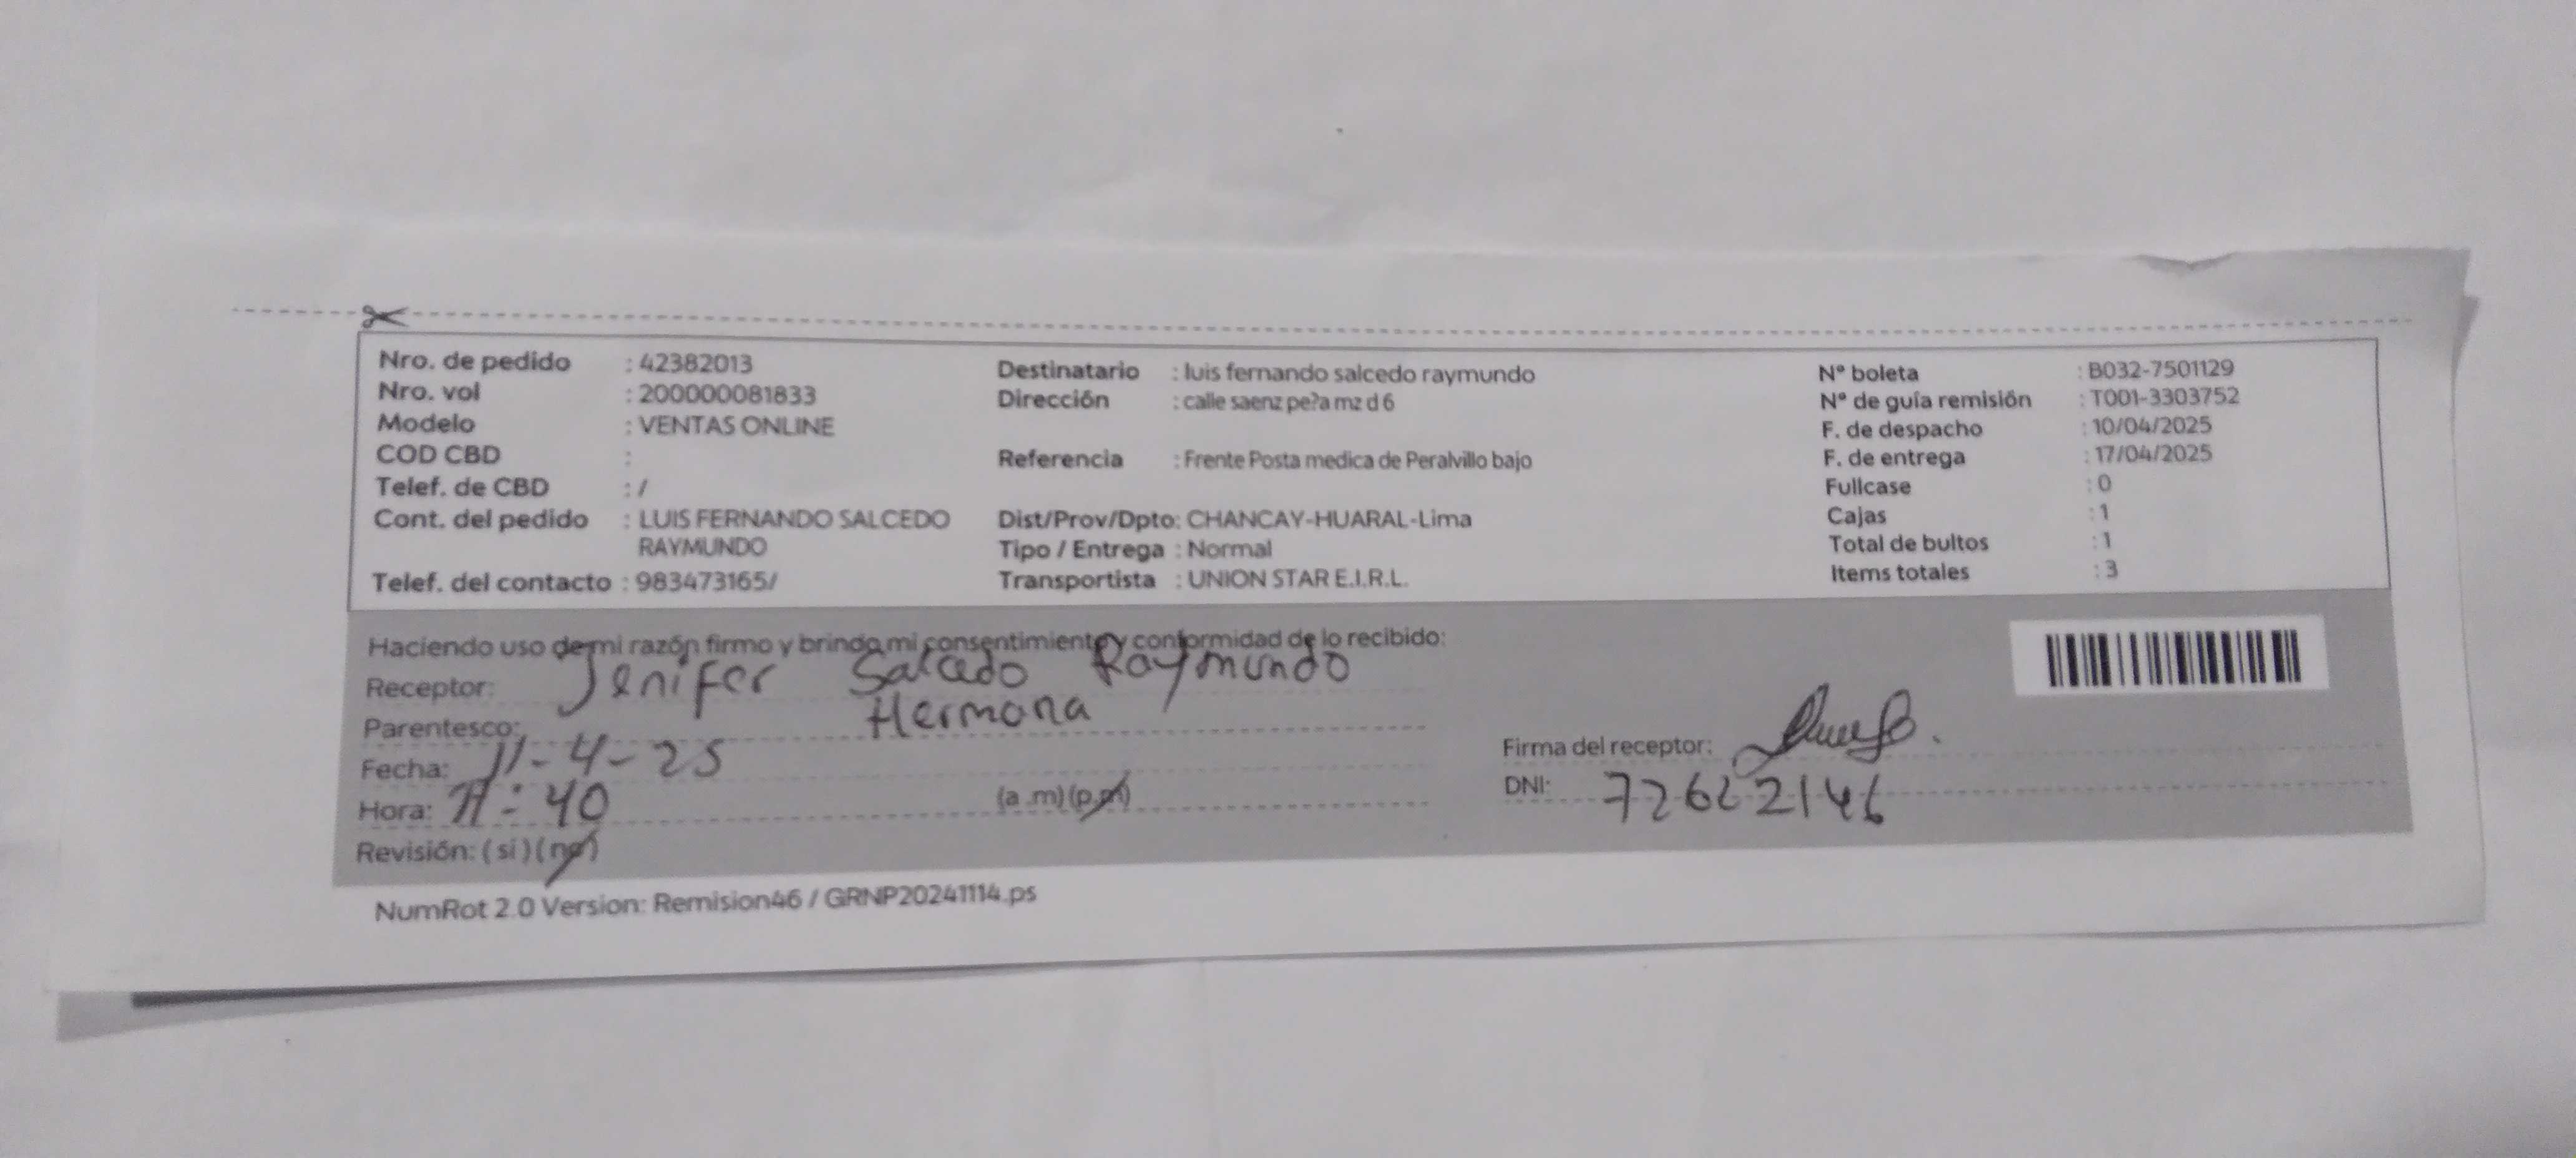 Nro. de pedido : 42382013
Nro. vol : 200000081833
Modelo : VENTAS ONLINE
COD CBD :
Telef. de CBD : /
Cont. del pedido : LUIS FERNANDO SALCEDO
RAYMUNDO
Telef. del contacto : 983473165/
Destinatario : luis fernando salcedo raymundo
Dirección : calle saenz pe?a mz d 6
Referencia : Frente Posta medica de Peralvillo bajo
Dist/Prov/Dpto: CHANCAY-HUARAL-Lima
Tipo / Entrega : Normal
Transportista : UNION STAR E.I.R.L.
N° boleta : B032-7501129
N° de guía remisión : T001-3303752
F. de despacho : 10/04/2025
F. de entrega : 17/04/2025
Fullcase : 0
Cajas : 1
Total de bultos : 1
Items totales : 3
Haciendo uso de mi razón firmo y brindo mi consentimiento y conformidad de lo recibido:
Receptor: Jenifer Salcedo Raymundo
Parentesco: Hermana
Fecha: 11-4-25
Hora: 11:40 (a.m)(p.m)
Revisión: (si)(no)
Firma del receptor:
DNI:
NumRot 2.0 Version: Remision46 / GRNP20241114.ps